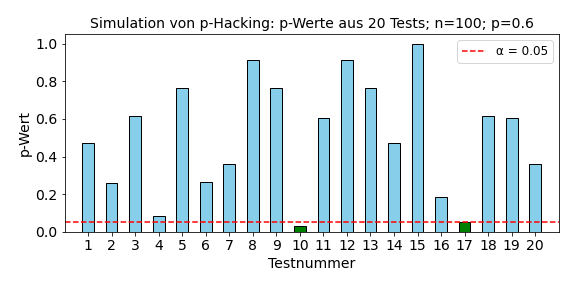 Simulation von p-Hacking: p-Werte aus 20 Tests; n=100; p=0.6
1.0
0.8
0.6
0.4
0.2
0.0
p-Wert
α = 0.05
1 2 3 4 5 6 7 8 9 10 11 12 13 14 15 16 17 18 19 20
Testnummer